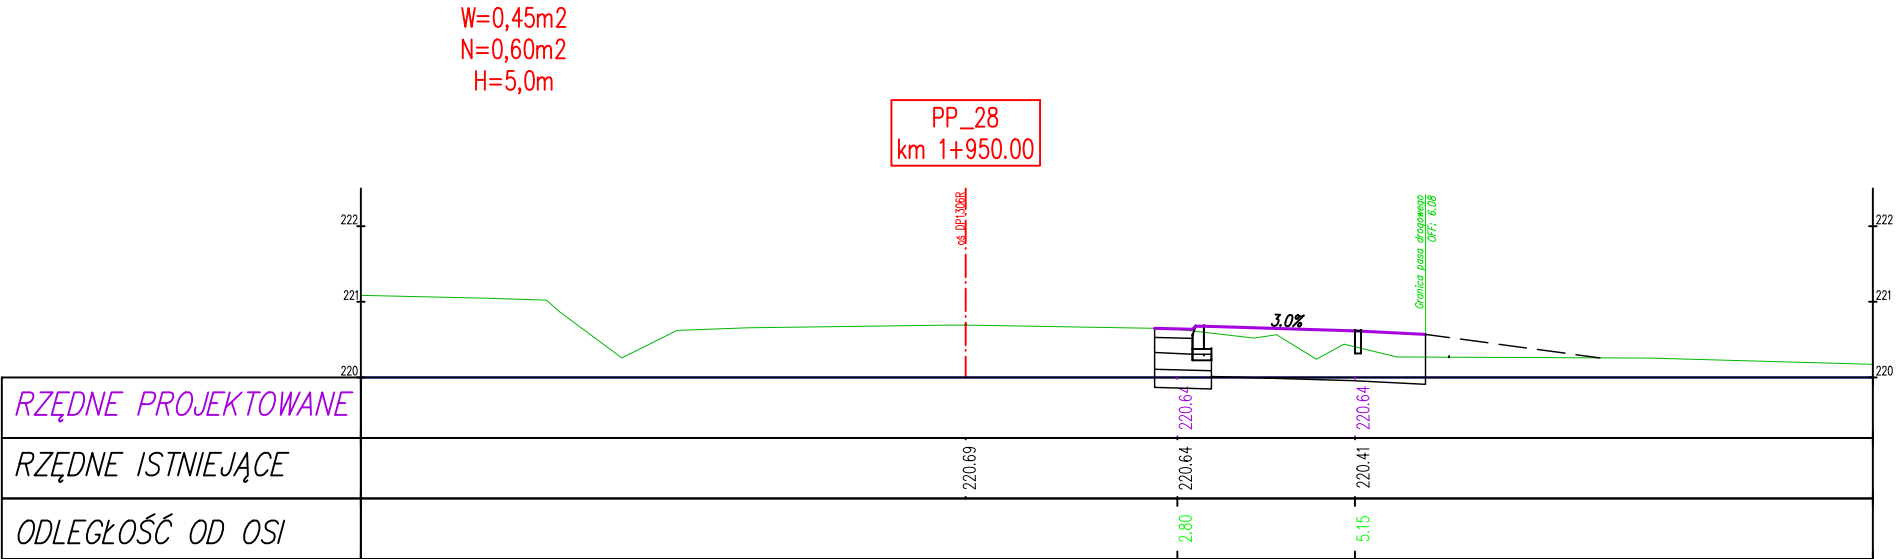 W=0,45m2
N=0,60m2
H=5,0m
PP_28
km 1+950.00
oś DP1306R
Granica pasa drogowego
OFF: 6.08
222
222
221
221
3.0%
220
220
RZĘDNE PROJEKTOWANE
220.64
220.64
RZĘDNE ISTNIEJĄCE
220.69
220.64
220.41
ODLEGŁOŚĆ OD OSI
2.80
5.15